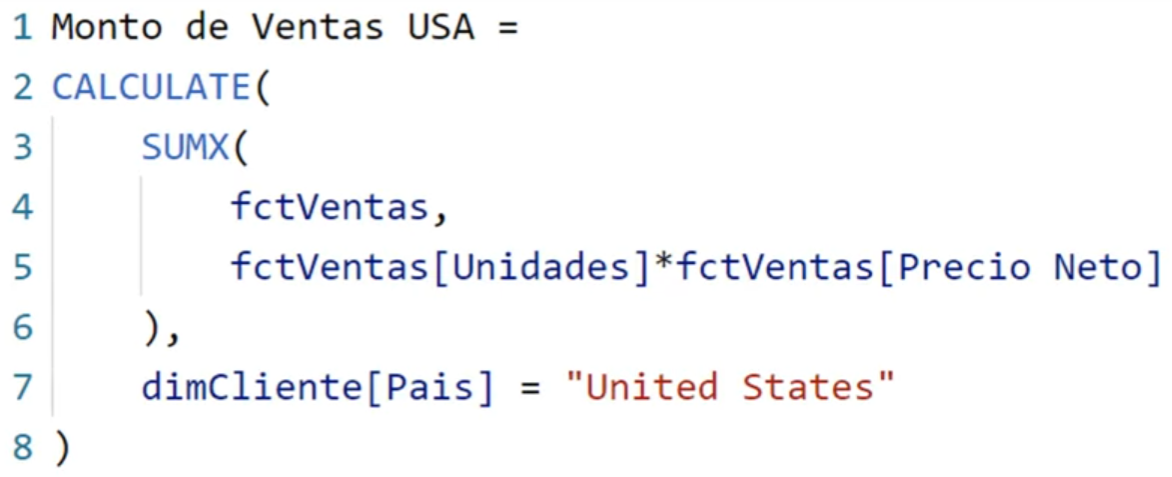 1 Monto de Ventas USA =
2 CALCULATE(
3 SUMX(
4 fctVentas,
5 fctVentas[Unidades]*fctVentas[Precio Neto]
6 ),
7 dimCliente[Pais] = "United States"
8 )